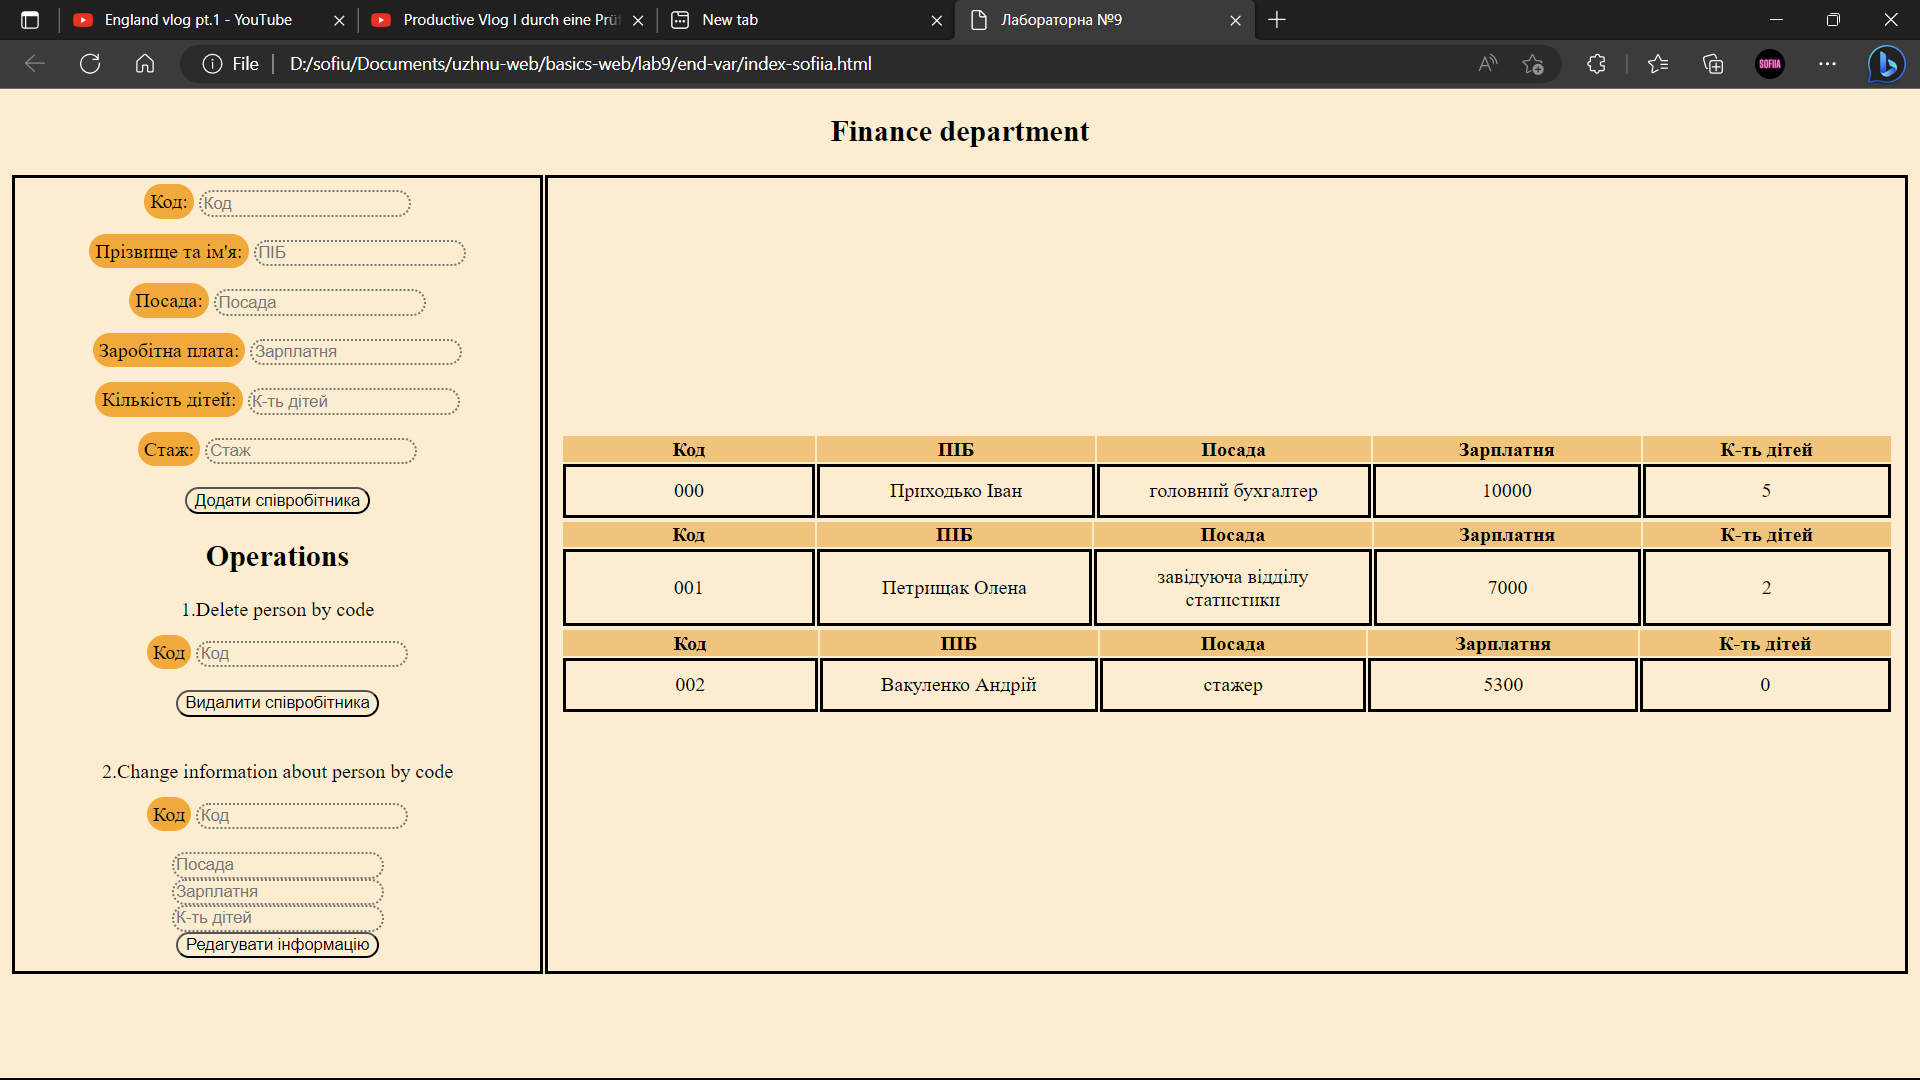 England vlog pt.1 - YouTube
Productive Vlog I durch eine Prüf
New tab
Лабораторна №9
File
D:/sofiu/Documents/uzhnu-web/basics-web/lab9/end-var/index-sofiia.html
SOFIIA
Finance department
Код: Код
Прізвище та ім'я: ПІБ
Посада: Посада
Заробітна плата: Зарплатня
Кількість дітей: К-ть дітей
Стаж: Стаж
Додати співробітника
Operations
1.Delete person by code
Код Код
Видалити співробітника
2.Change information about person by code
Код Код
Посада
Зарплатня
К-ть дітей
Редагувати інформацію
Код ПІБ Посада Зарплатня К-ть дітей
000 Приходько Іван головний бухгалтер 10000 5
Код ПІБ Посада Зарплатня К-ть дітей
001 Петрищак Олена завідуюча відділу статистики 7000 2
Код ПІБ Посада Зарплатня К-ть дітей
002 Вакуленко Андрій стажер 5300 0